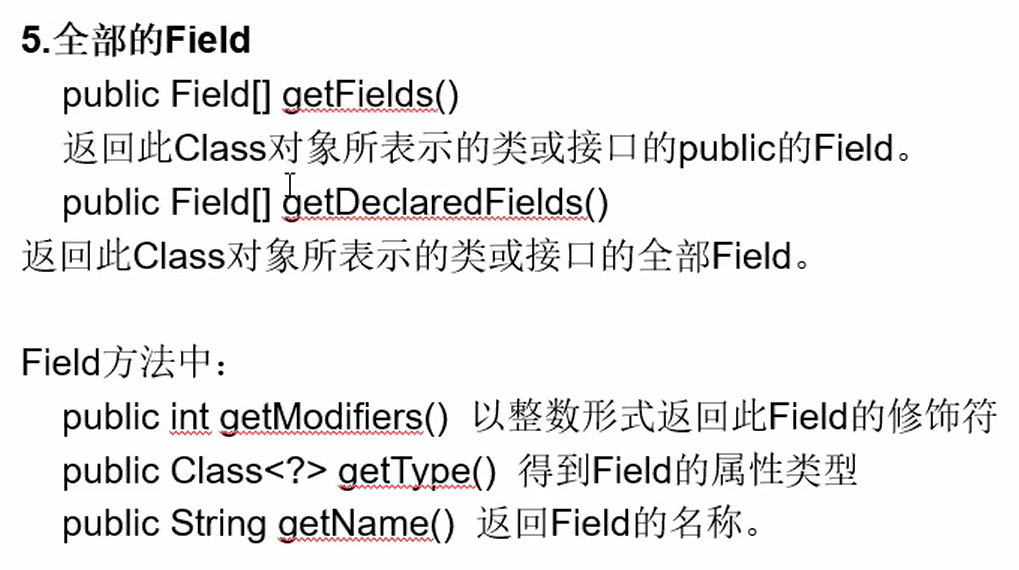 5.全部的Field
public Field[] getFields()
返回此Class对象所表示的类或接口的public的Field。
public Field[] getDeclaredFields()
返回此Class对象所表示的类或接口的全部Field。
Field方法中：
public int getModifiers()  以整数形式返回此Field的修饰符
public Class<?> getType()  得到Field的属性类型
public String getName()  返回Field的名称。